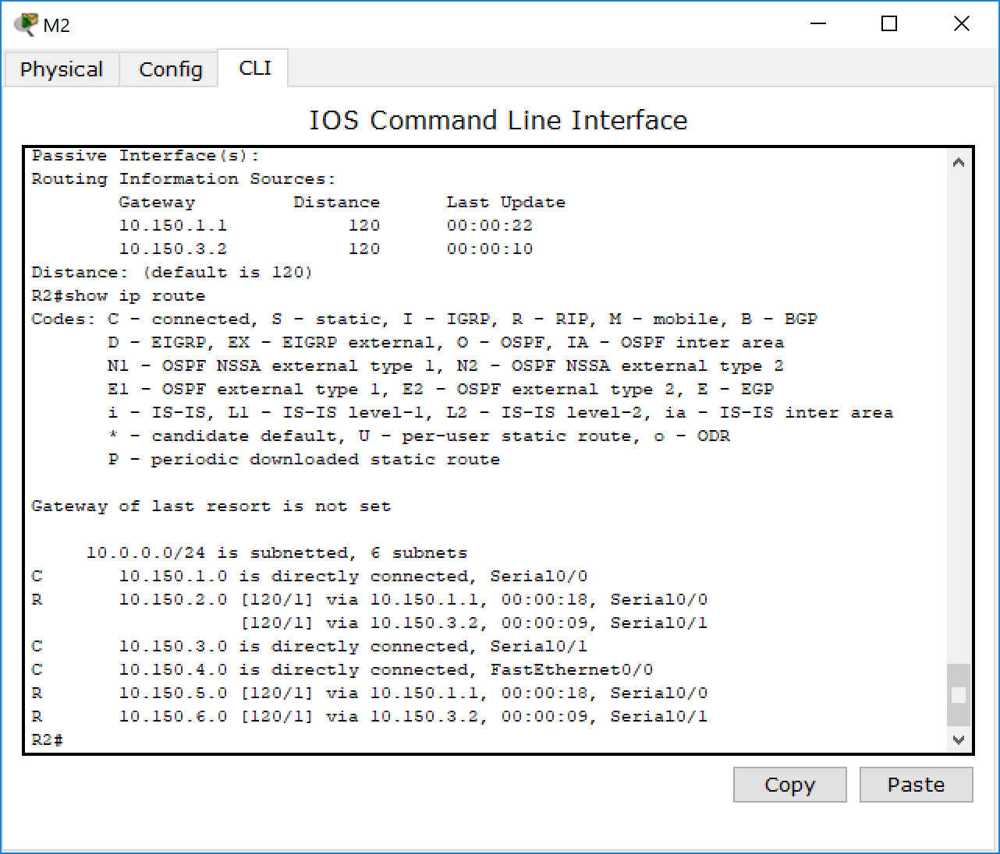 M2
Physical Config CLI
IOS Command Line Interface
Passive Interface(s):
Routing Information Sources:
Gateway Distance Last Update
10.150.1.1 120 00:00:22
10.150.3.2 120 00:00:10
Distance: (default is 120)
R2#show ip route
Codes: C - connected, S - static, I - IGRP, R - RIP, M - mobile, B - BGP
D - EIGRP, EX - EIGRP external, O - OSPF, IA - OSPF inter area
N1 - OSPF NSSA external type 1, N2 - OSPF NSSA external type 2
E1 - OSPF external type 1, E2 - OSPF external type 2, E - EGP
i - IS-IS, L1 - IS-IS level-1, L2 - IS-IS level-2, ia - IS-IS inter area
* - candidate default, U - per-user static route, o - ODR
P - periodic downloaded static route
Gateway of last resort is not set
10.0.0.0/24 is subnetted, 6 subnets
C 10.150.1.0 is directly connected, Serial0/0
R 10.150.2.0 [120/1] via 10.150.1.1, 00:00:18, Serial0/0
[120/1] via 10.150.3.2, 00:00:09, Serial0/1
C 10.150.3.0 is directly connected, Serial0/1
C 10.150.4.0 is directly connected, FastEthernet0/0
R 10.150.5.0 [120/1] via 10.150.1.1, 00:00:18, Serial0/0
R 10.150.6.0 [120/1] via 10.150.3.2, 00:00:09, Serial0/1
R2#
Copy Paste